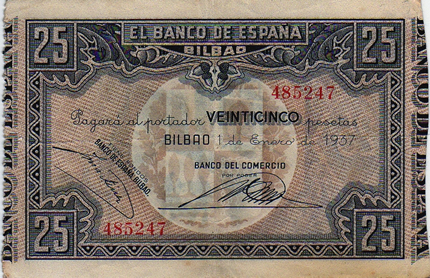 25 EL BANCO DE ESPAÑA 25
BILBAO
485247
Pagará al portador VEINTICINCO pesetas
BILBAO 1 de Enero de 1937
BANCO DE ESPAÑA BILBAO
BANCO DEL COMERCIO
POR PODER
485247
25 25
BANCO DE ESPAÑA
BANCO DE ESPAÑA